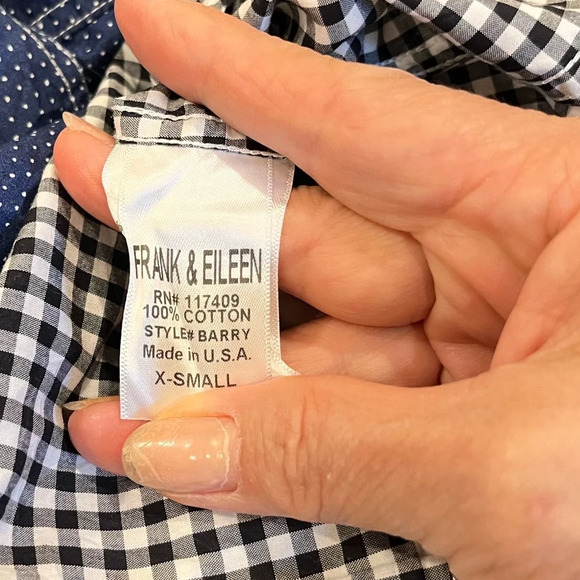 FRANK & EILEEN
RN# 117409
100% COTTON
STYLE# BARRY
Made in U.S.A.
X-SMALL